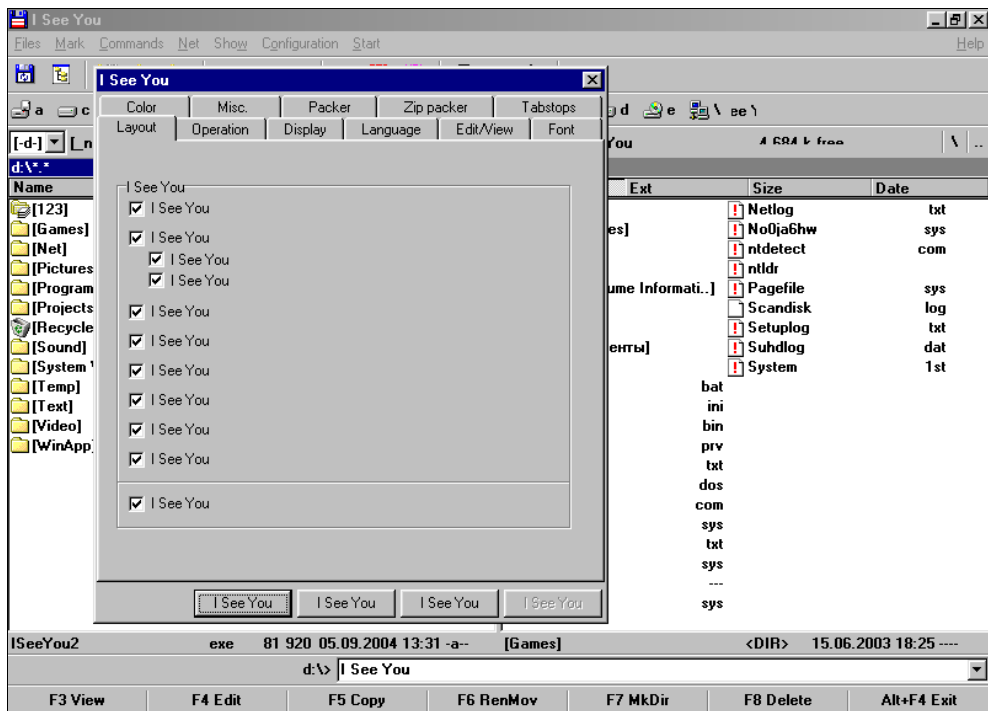 I See You
Files Mark Commands Net Show Configuration Start Help
I See You
a c d e \
Color Misc. Packer Zip packer Tabstops
Layout Operation Display Language Edit/View Font
[-d-] \ ..
d:\*.*
Name Ext Size Date
I See You
[123] I See You Netlog txt
[Games] I See You No0ja6hw sys
[Net] I See You ntdetect com
[Pictures I See You ntldr
[Program Pagefile sys
[Projects I See You Scandisk log
[Recycle I See You Setuplog txt
[Sound] I See You Suhdlog dat
[System I See You System 1st
[Temp] bat
[Text] I See You ini
[Video] I See You bin
[WinApp prv
I See You txt
dos
I See You com
sys
txt
sys
---
I See You I See You I See You I See You sys
ISeeYou2 exe 81 920 05.09.2004 13:31 -a-- [Games] <DIR> 15.06.2003 18:25 ----
d:\> I See You
F3 View F4 Edit F5 Copy F6 RenMov F7 MkDir F8 Delete Alt+F4 Exit